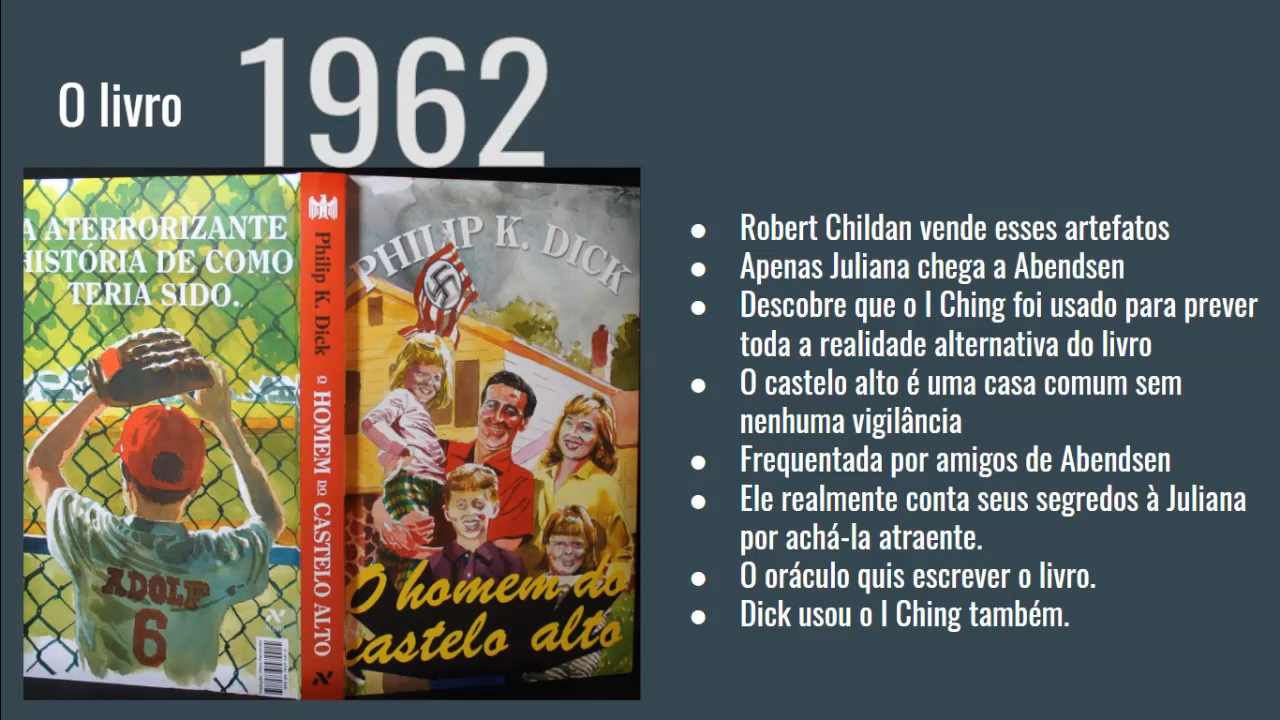 O livro 1962
A ATERRORIZANTE
HISTÓRIA DE COMO
TERIA SIDO.
ADOLF
6
Philip K. Dick O HOMEM DO CASTELO ALTO
PHILIP K. DICK
O homem do
castelo alto
● Robert Childan vende esses artefatos
● Apenas Juliana chega a Abendsen
● Descobre que o I Ching foi usado para prever
toda a realidade alternativa do livro
● O castelo alto é uma casa comum sem
nenhuma vigilância
● Frequentada por amigos de Abendsen
● Ele realmente conta seus segredos à Juliana
por achá-la atraente.
● O oráculo quis escrever o livro.
● Dick usou o I Ching também.